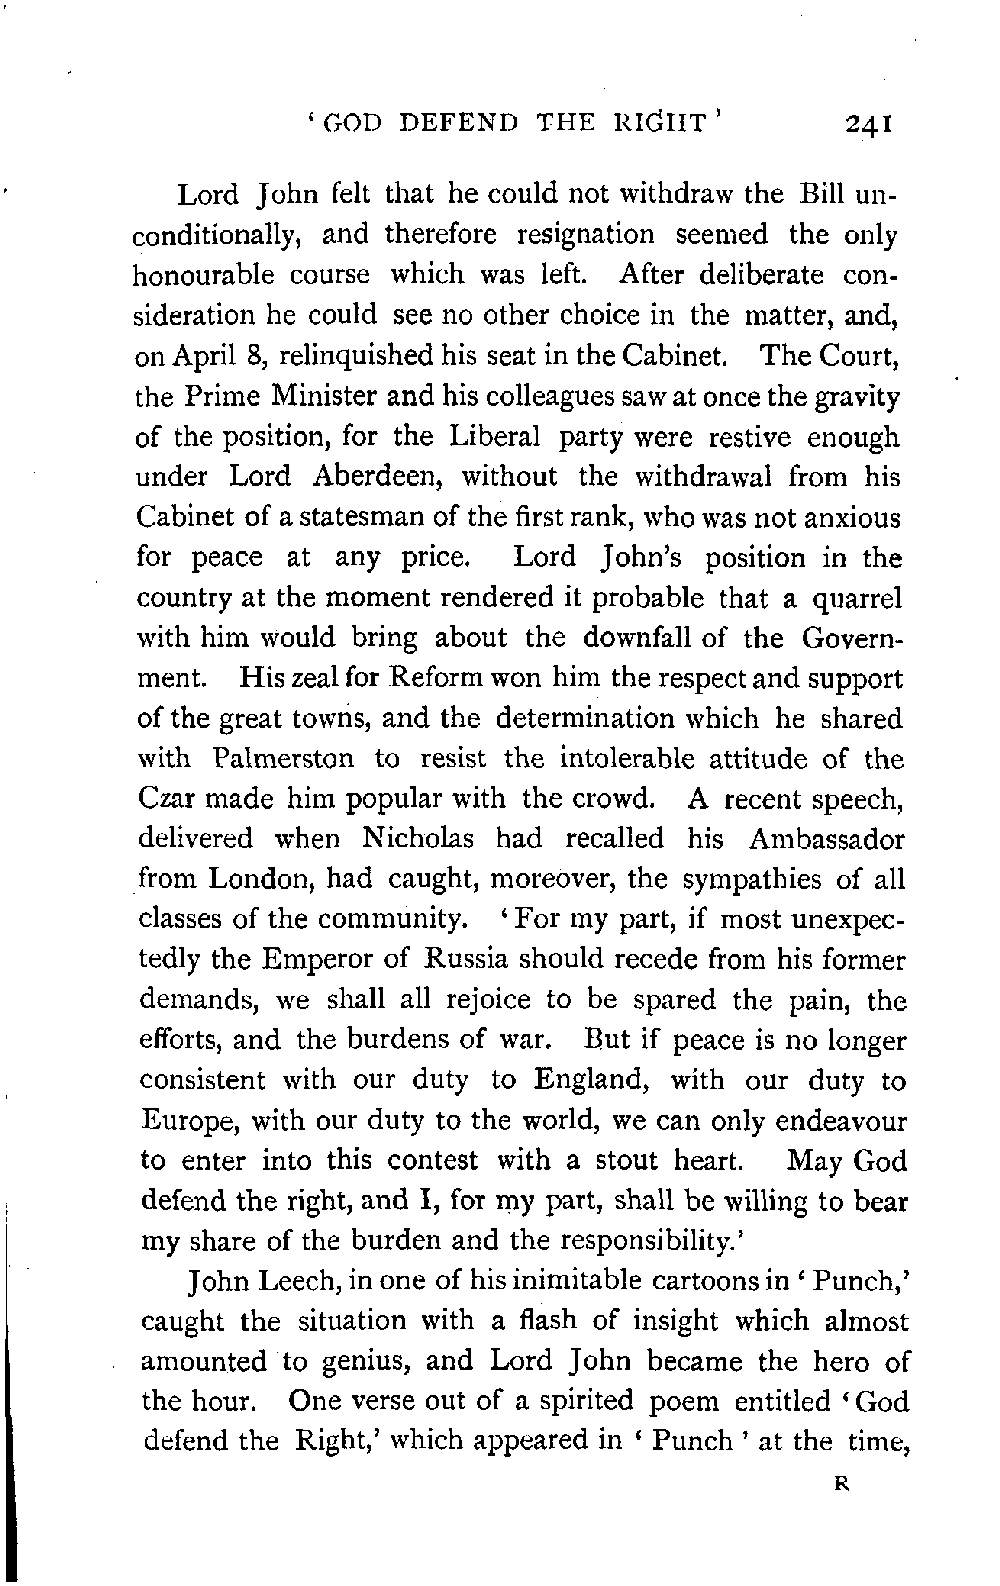 ‘ GOD DEFEND THE RIGHT ’ 241
Lord John felt that he could not withdraw the Bill un-
conditionally, and therefore resignation seemed the only
honourable course which was left. After deliberate con-
sideration he could see no other choice in the matter, and,
on April 8, relinquished his seat in the Cabinet. The Court,
the Prime Minister and his colleagues saw at once the gravity
of the position, for the Liberal party were restive enough
under Lord Aberdeen, without the withdrawal from his
Cabinet of a statesman of the first rank, who was not anxious
for peace at any price. Lord John’s position in the
country at the moment rendered it probable that a quarrel
with him would bring about the downfall of the Govern-
ment. His zeal for Reform won him the respect and support
of the great towns, and the determination which he shared
with Palmerston to resist the intolerable attitude of the
Czar made him popular with the crowd. A recent speech,
delivered when Nicholas had recalled his Ambassador
from London, had caught, moreover, the sympathies of all
classes of the community. ‘ For my part, if most unexpec-
tedly the Emperor of Russia should recede from his former
demands, we shall all rejoice to be spared the pain, the
efforts, and the burdens of war. But if peace is no longer
consistent with our duty to England, with our duty to
Europe, with our duty to the world, we can only endeavour
to enter into this contest with a stout heart. May God
defend the right, and I, for my part, shall be willing to bear
my share of the burden and the responsibility.’
John Leech, in one of his inimitable cartoons in ‘ Punch,’
caught the situation with a flash of insight which almost
amounted to genius, and Lord John became the hero of
the hour. One verse out of a spirited poem entitled ‘ God
defend the Right,’ which appeared in ‘ Punch ’ at the time,
R